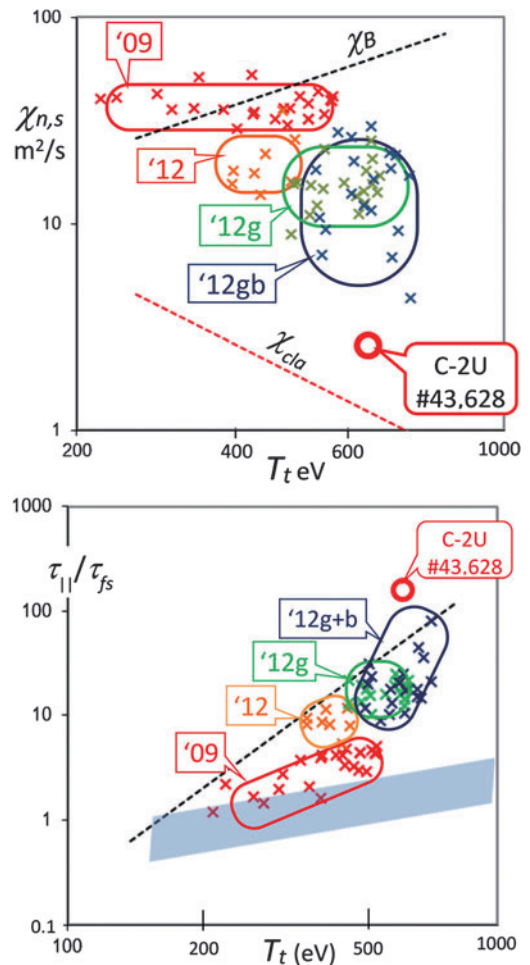 100
'09
χB
χn,s
m²/s
'12
10
'12g
'12gb
χcla
C-2U
#43,628
1
200
400
600
1000
Tt eV
1000
τ||/τfs
C-2U
#43,628
100
'12g+b
'12g
'12
10
'09
1
0.1
100
200
500
1000
Tt (eV)